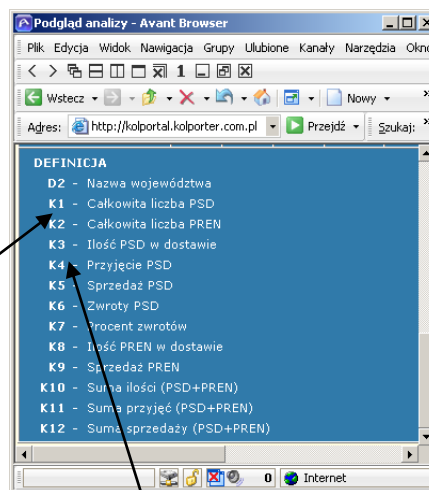 Podgląd analizy - Avant Browser
Plik Edycja Widok Nawigacja Grupy Ulubione Kanały Narzędzia Okno
1
Wstecz Nowy »
Adres: http://kolportal.kolporter.com.pl Przejdź Szukaj: »
DEFINICJA
D2 - Nazwa województwa
K1 - Całkowita liczba PSD
K2 - Całkowita liczba PREN
K3 - Ilość PSD w dostawie
K4 - Przyjęcie PSD
K5 - Sprzedaż PSD
K6 - Zwroty PSD
K7 - Procent zwrotów
K8 - Ilość PREN w dostawie
K9 - Sprzedaż PREN
K10 - Suma ilości (PSD+PREN)
K11 - Suma przyjęć (PSD+PREN)
K12 - Suma sprzedaży (PSD+PREN)
0 Internet